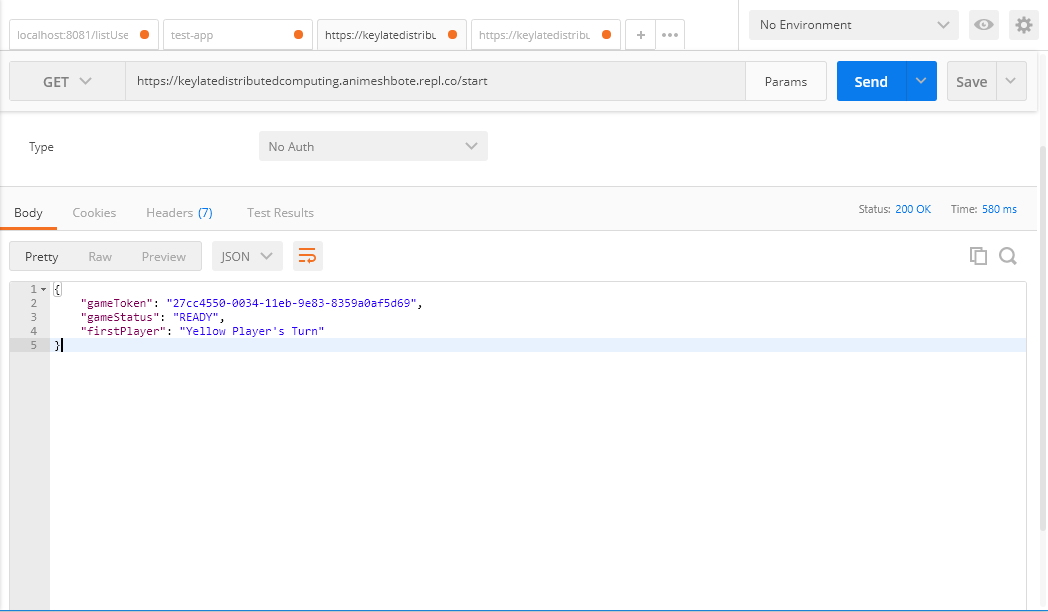 No Environment
localhost:8081/listUse
test-app
https://keylatedistribu
https://keylatedistribu
+
•••
GET
https://keylatedistributedcomputing.animeshbote.repl.co/start
Params
Send
Save
Type
No Auth
Body
Cookies
Headers (7)
Test Results
Status: 200 OK
Time: 580 ms
Pretty
Raw
Preview
JSON
1 {
2 "gameToken": "27cc4550-0034-11eb-9e83-8359a0af5d69",
3 "gameStatus": "READY",
4 "firstPlayer": "Yellow Player's Turn"
5 }